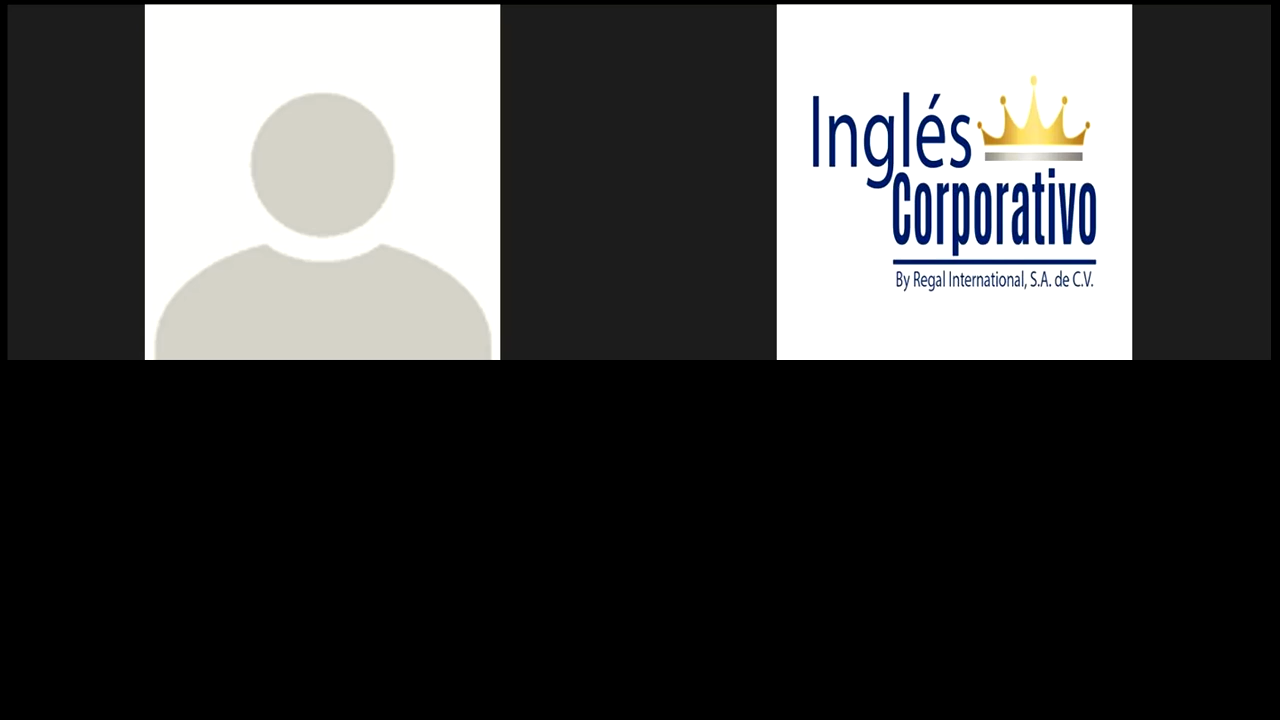 Inglés
Corporativo
By Regal International, S.A. de C.V.